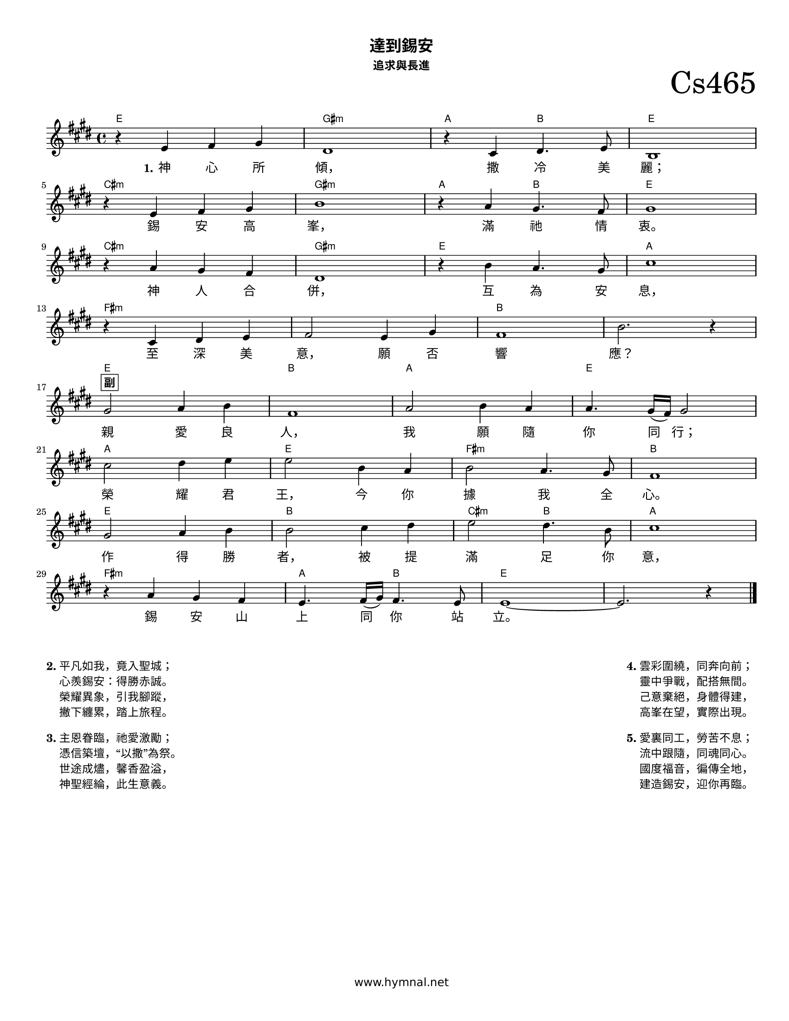 達到錫安
追求與長進
Cs465
E G♯m A B E
1. 神 心 所 傾， 撒 冷 美 麗；
5 C♯m G♯m A B E
錫 安 高 峯， 滿 祂 情 衷。
9 C♯m G♯m E A
神 人 合 併， 互 為 安 息，
13 F♯m B
至 深 美 意， 願 否 響 應？
E B A E
副
17
親 愛 良 人， 我 願 隨 你 同 行；
21 A E F♯m B
榮 耀 君 王， 今 你 據 我 全 心。
25 E B C♯m B A
作 得 勝 者， 被 提 滿 足 你 意，
29 F♯m A B E
錫 安 山 上 同 你 站 立。
2. 平凡如我，竟入聖城；
心羨錫安：得勝赤誠。
榮耀異象，引我腳蹤，
撇下纏累，踏上旅程。
3. 主恩眷臨，祂愛激勵；
憑信築壇，“以撒”為祭。
世途成燼，馨香盈溢，
神聖經綸，此生意義。
4. 雲彩圍繞，同奔向前；
靈中爭戰，配搭無間。
己意棄絕，身體得建，
高峯在望，實際出現。
5. 愛裏同工，勞苦不息；
流中跟隨，同魂同心。
國度福音，徧傳全地，
建造錫安，迎你再臨。
www.hymnal.net